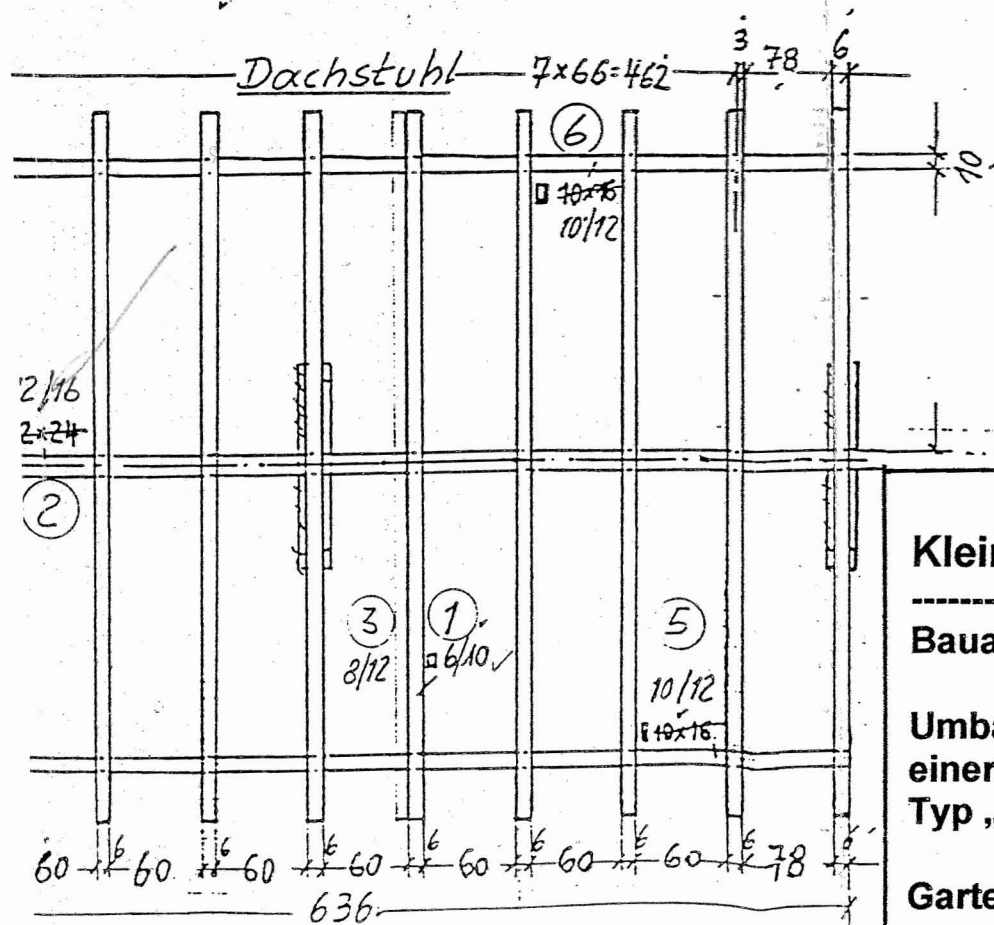 Dachstuhl 7x66=462 3 78 6
10
6
10x16
10/12
2/16
2x24
2
3
8/12
1
6/10
5
10/12
10x16
60 6 60 6 60 6 60 6 60 6 60 6 60 6 78 6
636
Klein
--------
Baua
Umba
einer
Typ „
Garte